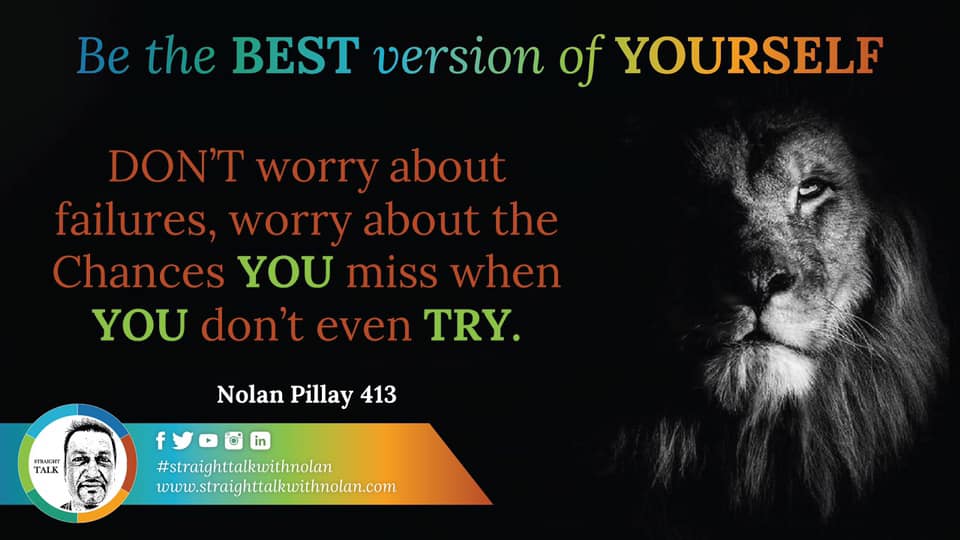 Be the BEST version of YOURSELF
DON’T worry about
failures, worry about the
Chances YOU miss when
YOU don’t even TRY.
Nolan Pillay 413
STRAIGHT
TALK
#straighttalkwithnolan
www.straighttalkwithnolan.com